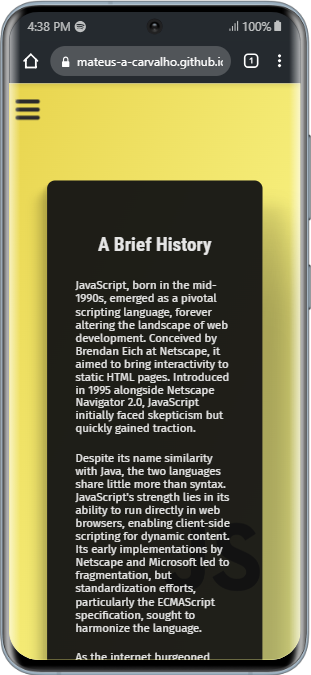 4:38 PM 100%
mateus-a-carvalho.github.io
1
A Brief History
JavaScript, born in the mid-
1990s, emerged as a pivotal
scripting language, forever
altering the landscape of web
development. Conceived by
Brendan Eich at Netscape, it
aimed to bring interactivity to
static HTML pages. Introduced
in 1995 alongside Netscape
Navigator 2.0, JavaScript
initially faced skepticism but
quickly gained traction.
Despite its name similarity
with Java, the two languages
share little more than syntax.
JavaScript's strength lies in its
ability to run directly in web
browsers, enabling client-side
scripting for dynamic content.
Its early implementations by
Netscape and Microsoft led to
fragmentation, but
standardization efforts,
particularly the ECMAScript
specification, sought to
harmonize the language.
As the internet burgeoned
JS